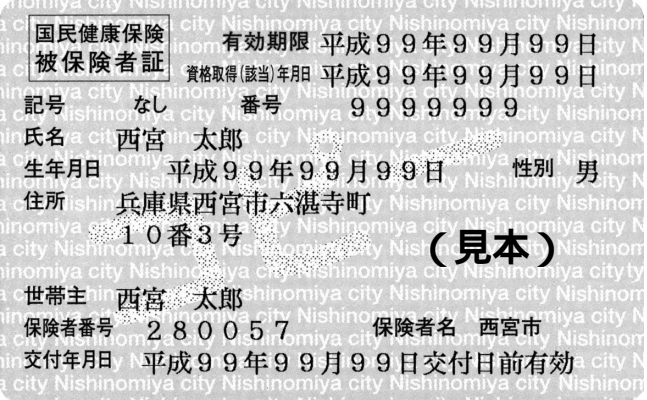 国民健康保険
被保険者証
有効期限 平成99年99月99日
資格取得(該当)年月日 平成99年99月99日
記号 なし 番号 9999999
氏名 西宮 太郎
生年月日 平成99年99月99日 性別 男
住所 兵庫県西宮市六湛寺町
10番3号
(見本)
コピー
世帯主 西宮 太郎
保険者番号 280057 保険者名 西宮市
交付年月日 平成99年99月99日交付日前有効
Nishinomiya city